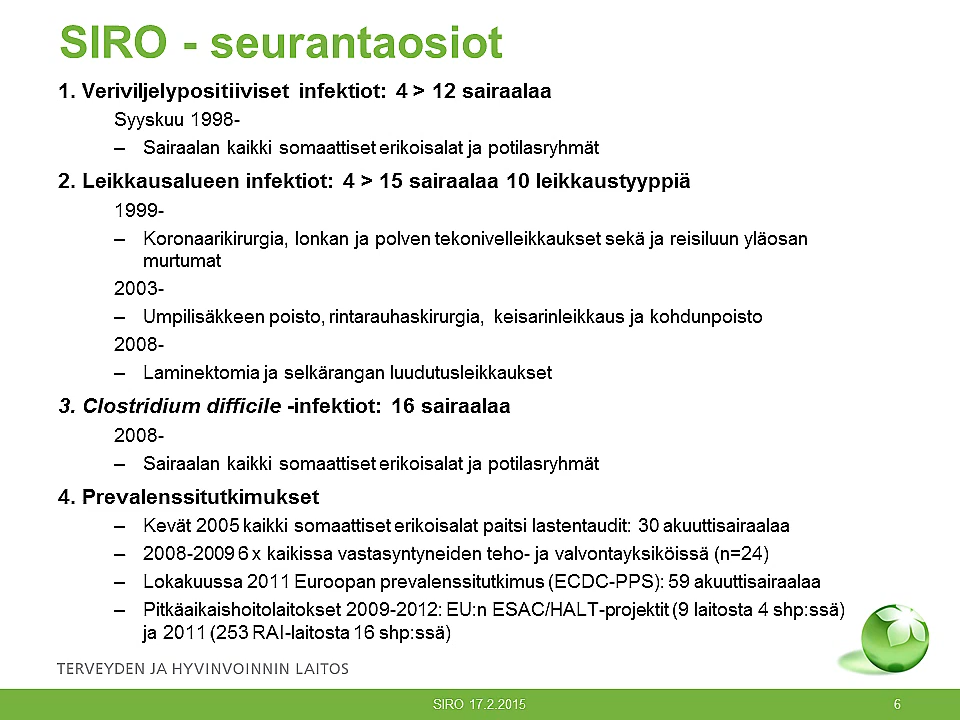 SIRO - seurantaosiot
1. Veriviljelypositiiviset infektiot: 4 > 12 sairaalaa
Syyskuu 1998-
– Sairaalan kaikki somaattiset erikoisalat ja potilasryhmät
2. Leikkausalueen infektiot: 4 > 15 sairaalaa 10 leikkaustyyppiä
1999-
– Koronaarikirurgia, lonkan ja polven tekonivelleikkaukset sekä ja reisiluun yläosan
murtumat
2003-
– Umpilisäkkeen poisto, rintarauhaskirurgia, keisarinleikkaus ja kohdunpoisto
2008-
– Laminektomia ja selkärangan luudutusleikkaukset
3. Clostridium difficile -infektiot: 16 sairaalaa
2008-
– Sairaalan kaikki somaattiset erikoisalat ja potilasryhmät
4. Prevalenssitutkimukset
– Kevät 2005 kaikki somaattiset erikoisalat paitsi lastentaudit: 30 akuuttisairaalaa
– 2008-2009 6 x kaikissa vastasyntyneiden teho- ja valvontayksiköissä (n=24)
– Lokakuussa 2011 Euroopan prevalenssitutkimus (ECDC-PPS): 59 akuuttisairaalaa
– Pitkäaikaishoitolaitokset 2009-2012: EU:n ESAC/HALT-projektit (9 laitosta 4 shp:ssä)
ja 2011 (253 RAI-laitosta 16 shp:ssä)
TERVEYDEN JA HYVINVOINNIN LAITOS
SIRO 17.2.2015
6